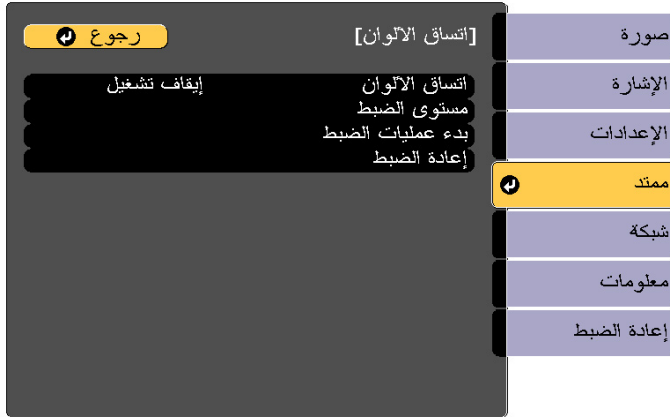 [اتساق الألوان]
رجوع
اتساق الألوان إيقاف تشغيل
مستوى الضبط
بدء عمليات الضبط
إعادة الضبط
صورة
الإشارة
الإعدادات
ممتد
شبكة
معلومات
إعادة الضبط